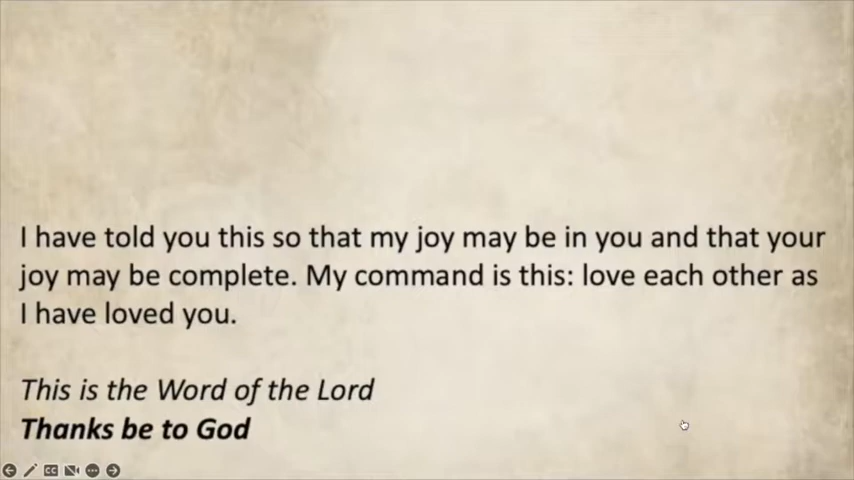 I have told you this so that my joy may be in you and that your
joy may be complete. My command is this: love each other as
I have loved you.
This is the Word of the Lord
Thanks be to God
CC